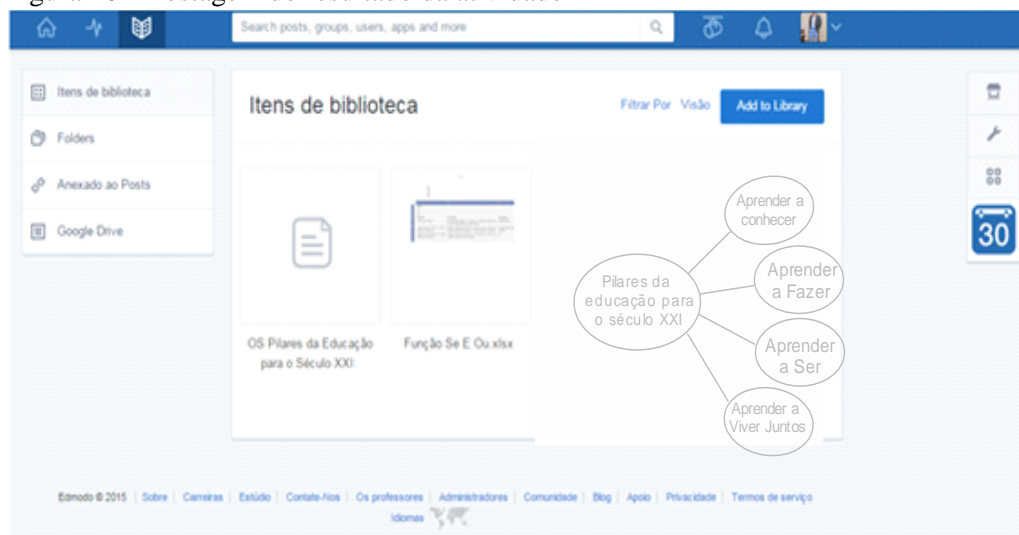 Search posts, groups, users, apps and more
Itens de biblioteca
Folders
Anexado ao Posts
Google Drive
Itens de biblioteca
Filtrar Por Visão Add to Library
OS Pilares da Educação
para o Século XXI:
Função Se E Ou.xlsx
Pilares da
educação para
o século XXI
Aprender a
conhecer
Aprender
a Fazer
Aprender
a Ser
Aprender a
Viver Juntos
30
Edmodo © 2015 | Sobre | Carreiras | Estúdio | Contate-Nos | Os professores | Administradores | Comunidade | Blog | Apoio | Privacidade | Termos de serviço
Idiomas